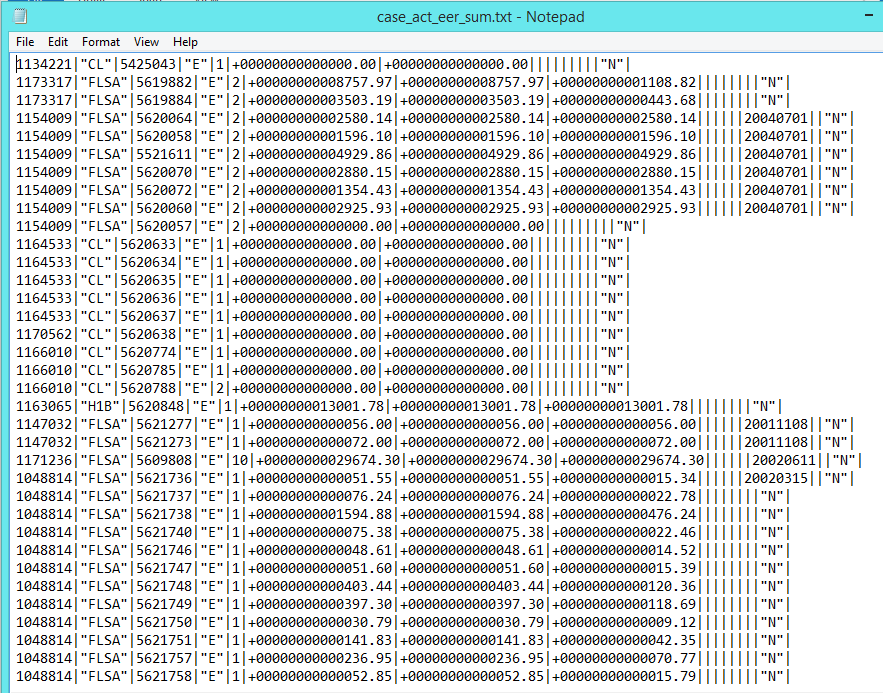 case_act_eer_sum.txt - Notepad
File Edit Format View Help
1134221|"CL"|5425043|"E"|1|+00000000000000.00|+00000000000000.00|||||||||"N"|
1173317|"FLSA"|5619882|"E"|2|+00000000008757.97|+00000000008757.97|+00000000001108.82||||||||"N"|
1173317|"FLSA"|5619884|"E"|2|+00000000003503.19|+00000000003503.19|+00000000000443.68||||||||"N"|
1154009|"FLSA"|5620064|"E"|2|+00000000002580.14|+00000000002580.14|+00000000002580.14||||||20040701||"N"|
1154009|"FLSA"|5620058|"E"|2|+00000000001596.10|+00000000001596.10|+00000000001596.10||||||20040701||"N"|
1154009|"FLSA"|5521611|"E"|2|+00000000004929.86|+00000000004929.86|+00000000004929.86||||||20040701||"N"|
1154009|"FLSA"|5620070|"E"|2|+00000000002880.15|+00000000002880.15|+00000000002880.15||||||20040701||"N"|
1154009|"FLSA"|5620072|"E"|2|+00000000001354.43|+00000000001354.43|+00000000001354.43||||||20040701||"N"|
1154009|"FLSA"|5620060|"E"|2|+00000000002925.93|+00000000002925.93|+00000000002925.93||||||20040701||"N"|
1154009|"FLSA"|5620057|"E"|2|+00000000000000.00|+00000000000000.00|||||||||"N"|
1164533|"CL"|5620633|"E"|1|+00000000000000.00|+00000000000000.00|||||||||"N"|
1164533|"CL"|5620634|"E"|1|+00000000000000.00|+00000000000000.00|||||||||"N"|
1164533|"CL"|5620635|"E"|1|+00000000000000.00|+00000000000000.00|||||||||"N"|
1164533|"CL"|5620636|"E"|1|+00000000000000.00|+00000000000000.00|||||||||"N"|
1164533|"CL"|5620637|"E"|1|+00000000000000.00|+00000000000000.00|||||||||"N"|
1170562|"CL"|5620638|"E"|1|+00000000000000.00|+00000000000000.00|||||||||"N"|
1166010|"CL"|5620774|"E"|1|+00000000000000.00|+00000000000000.00|||||||||"N"|
1166010|"CL"|5620785|"E"|1|+00000000000000.00|+00000000000000.00|||||||||"N"|
1166010|"CL"|5620788|"E"|2|+00000000000000.00|+00000000000000.00|||||||||"N"|
1163065|"H1B"|5620848|"E"|1|+00000000013001.78|+00000000013001.78|+00000000013001.78||||||||"N"|
1147032|"FLSA"|5621277|"E"|1|+00000000000056.00|+00000000000056.00|+00000000000056.00||||||20011108||"N"|
1147032|"FLSA"|5621273|"E"|1|+00000000000072.00|+00000000000072.00|+00000000000072.00||||||20011108||"N"|
1171236|"FLSA"|5609808|"E"|10|+00000000029674.30|+00000000029674.30|+00000000029674.30||||||20020611||"N"|
1048814|"FLSA"|5621736|"E"|1|+00000000000051.55|+00000000000051.55|+00000000000015.34||||||20020315||"N"|
1048814|"FLSA"|5621737|"E"|1|+00000000000076.24|+00000000000076.24|+00000000000022.78||||||||"N"|
1048814|"FLSA"|5621738|"E"|1|+00000000001594.88|+00000000001594.88|+00000000000476.24||||||||"N"|
1048814|"FLSA"|5621740|"E"|1|+00000000000075.38|+00000000000075.38|+00000000000022.46||||||||"N"|
1048814|"FLSA"|5621746|"E"|1|+00000000000048.61|+00000000000048.61|+00000000000014.52||||||||"N"|
1048814|"FLSA"|5621747|"E"|1|+00000000000051.60|+00000000000051.60|+00000000000015.39||||||||"N"|
1048814|"FLSA"|5621748|"E"|1|+00000000000403.44|+00000000000403.44|+00000000000120.36||||||||"N"|
1048814|"FLSA"|5621749|"E"|1|+00000000000397.30|+00000000000397.30|+00000000000118.69||||||||"N"|
1048814|"FLSA"|5621750|"E"|1|+00000000000030.79|+00000000000030.79|+00000000000009.12||||||||"N"|
1048814|"FLSA"|5621751|"E"|1|+00000000000141.83|+00000000000141.83|+00000000000042.35||||||||"N"|
1048814|"FLSA"|5621757|"E"|1|+00000000000236.95|+00000000000236.95|+00000000000070.77||||||||"N"|
1048814|"FLSA"|5621758|"E"|1|+00000000000052.85|+00000000000052.85|+00000000000015.79||||||||"N"|